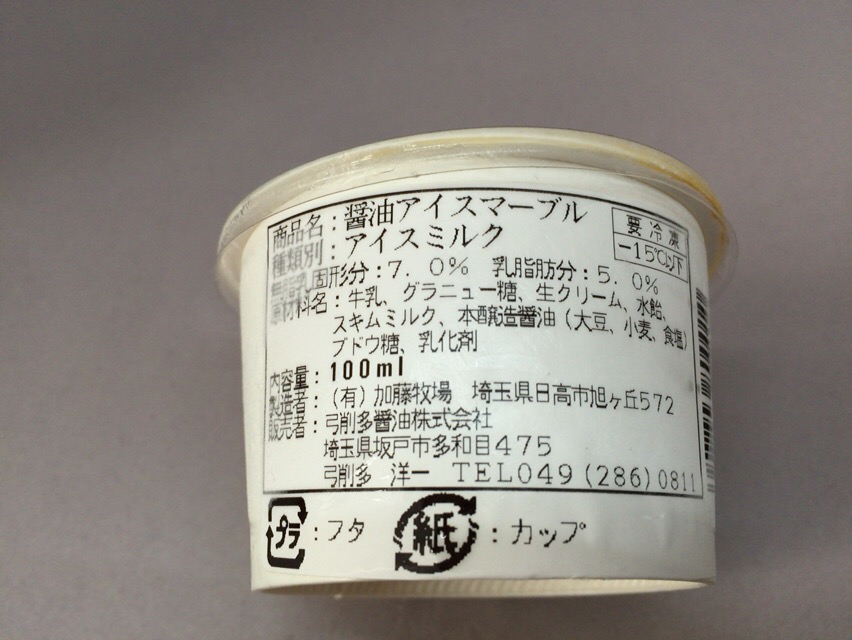 商品名：醤油アイスマーブル
要冷凍
−15℃以下
種類別：アイスミルク
無脂乳固形分：7．0％ 乳脂肪分：5．0％
原材料名：牛乳、グラニュー糖、生クリーム、水飴、
スキムミルク、本醸造醤油（大豆、小麦、食塩）
ブドウ糖、乳化剤
内容量：100ml
製造者：（有）加藤牧場 埼玉県日高市旭ヶ丘572
販売者：弓削多醤油株式会社
埼玉県坂戸市多和目475
弓削多 洋一 TEL049（286）0811
プラ：フタ 紙：カップ